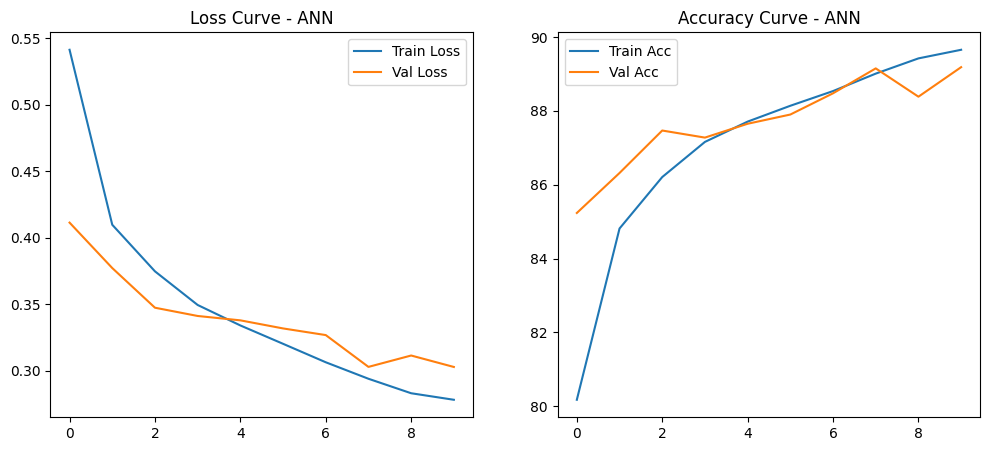 Loss Curve - ANN
0.55
0.50
0.45
0.40
0.35
0.30
0 2 4 6 8
Train Loss
Val Loss
Accuracy Curve - ANN
90
88
86
84
82
80
0 2 4 6 8
Train Acc
Val Acc